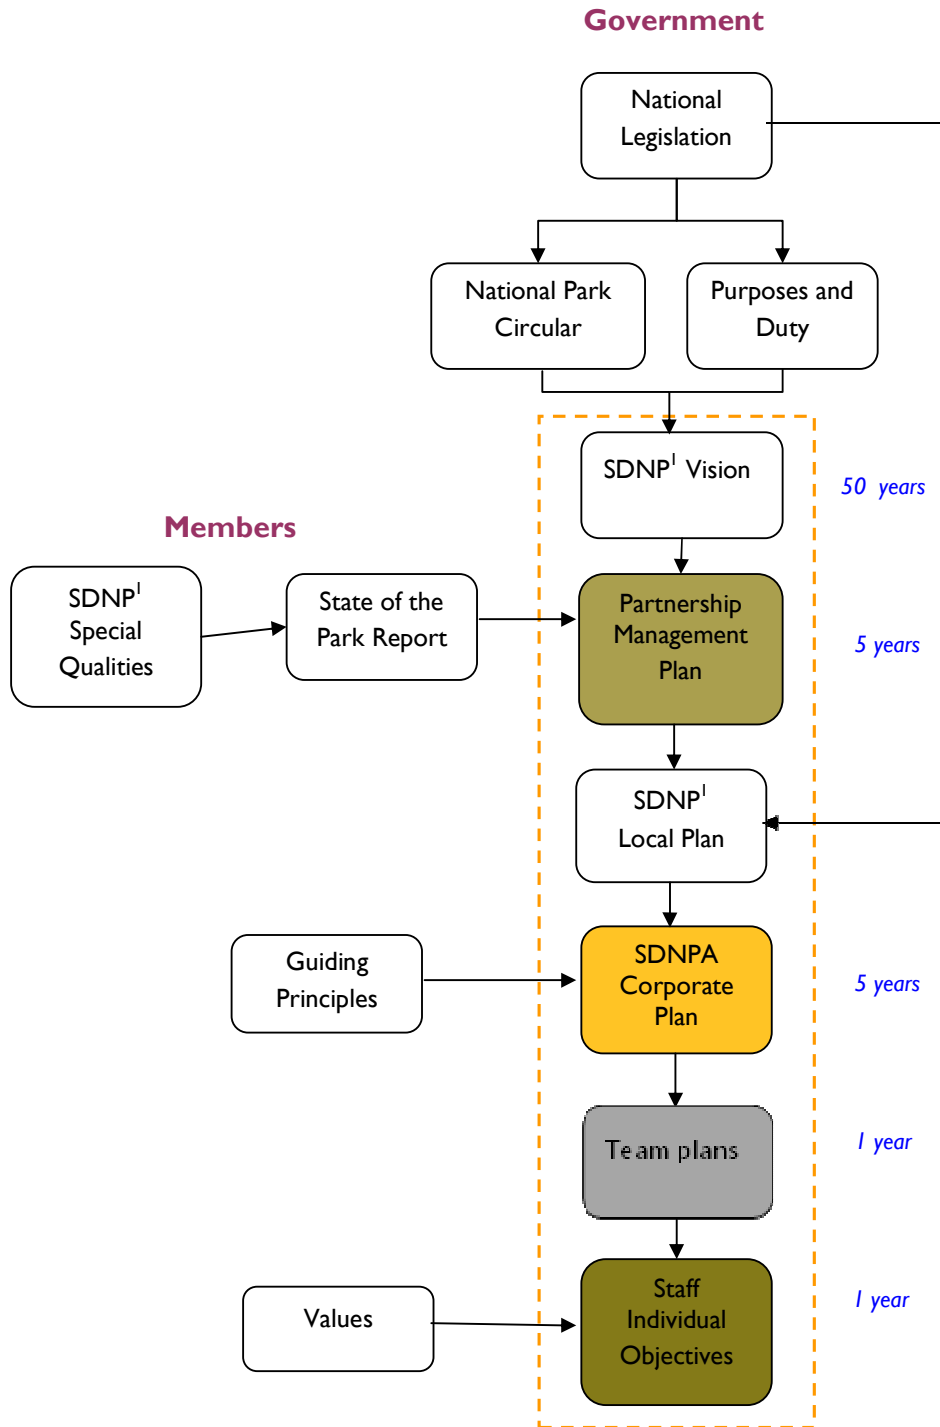 Government
National
Legislation
National Park
Circular
Purposes and
Duty
SDNP¹ Vision
50 years
Members
SDNP¹
Special
Qualities
State of the
Park Report
Partnership
Management
Plan
5 years
SDNP¹
Local Plan
Guiding
Principles
SDNPA
Corporate
Plan
5 years
Team plans
1 year
Values
Staff
Individual
Objectives
1 year